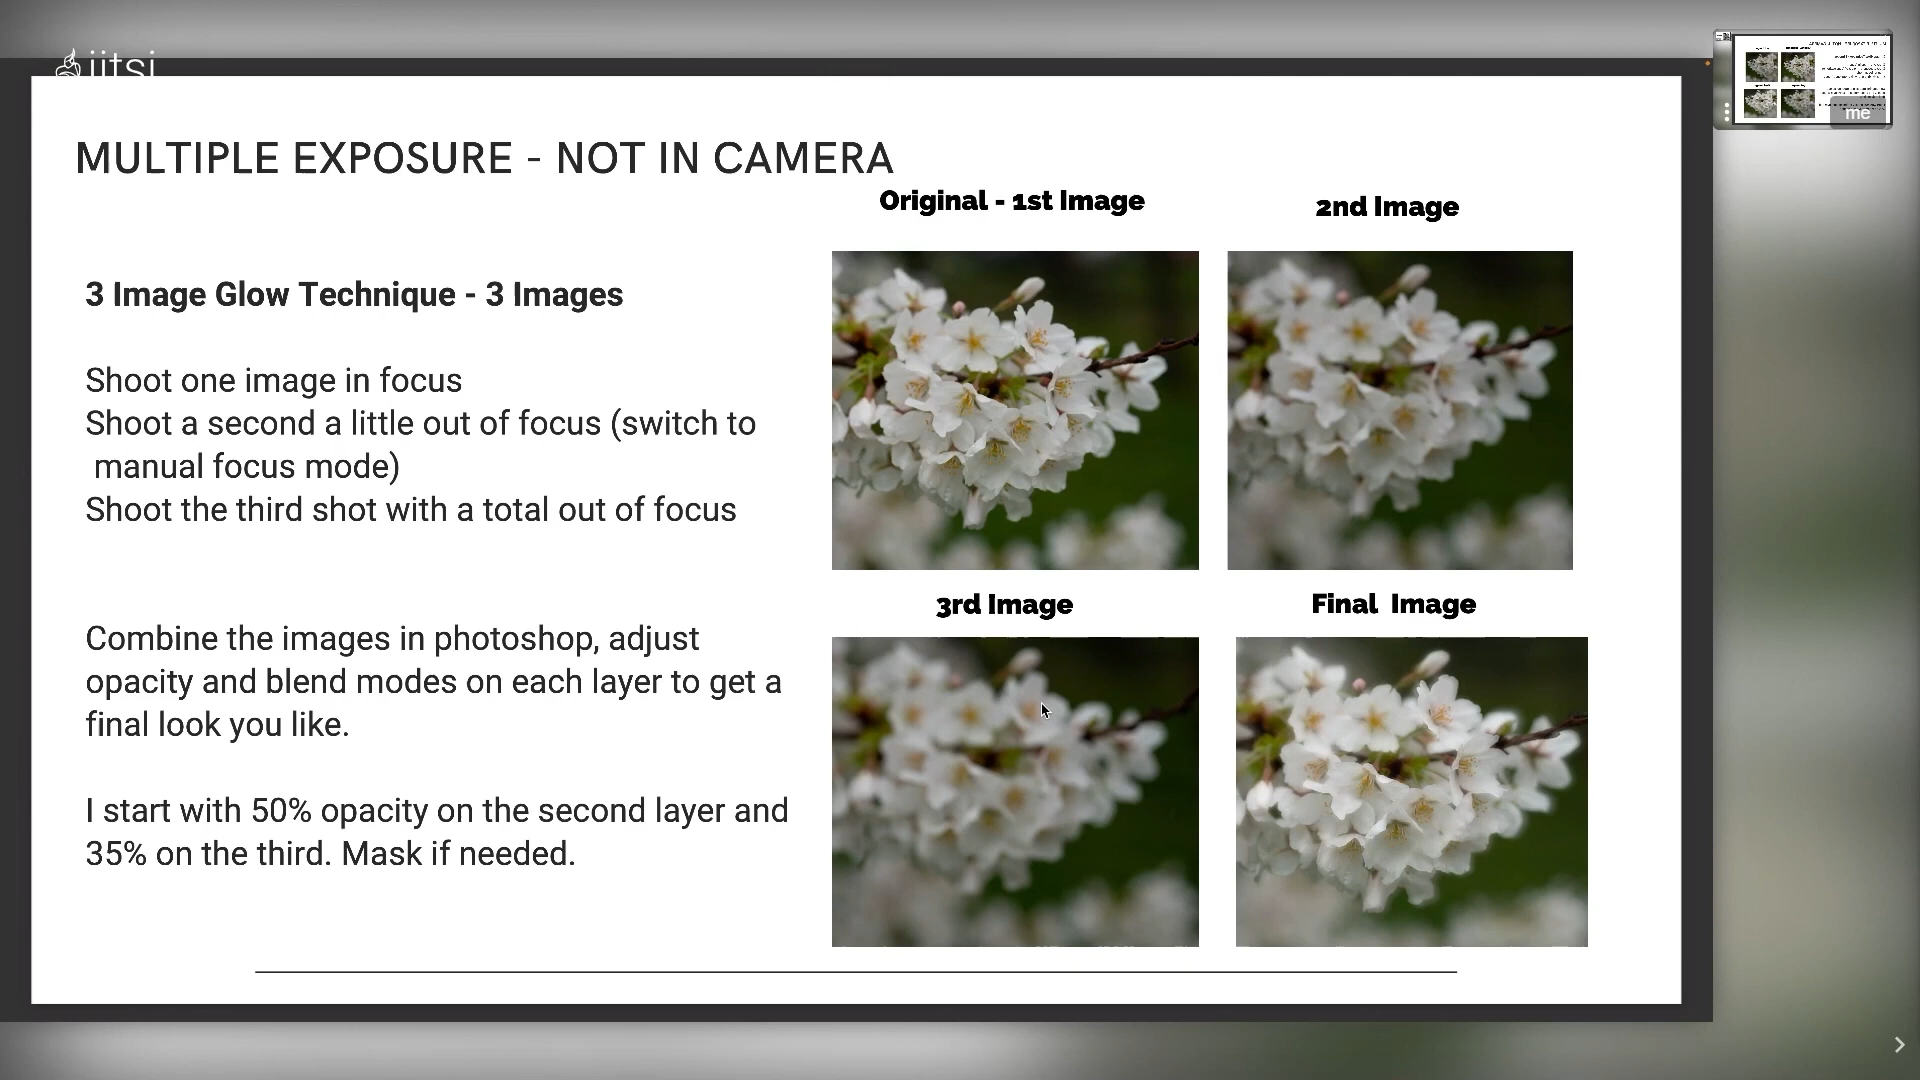 jitsi
MULTIPLE EXPOSURE - NOT IN CAMERA
Original - 1st Image
2nd Image
3 Image Glow Technique - 3 Images
Shoot one image in focus
Shoot a second a little out of focus (switch to
manual focus mode)
Shoot the third shot with a total out of focus
3rd Image
Final Image
Combine the images in photoshop, adjust
opacity and blend modes on each layer to get a
final look you like.
I start with 50% opacity on the second layer and
35% on the third. Mask if needed.
me